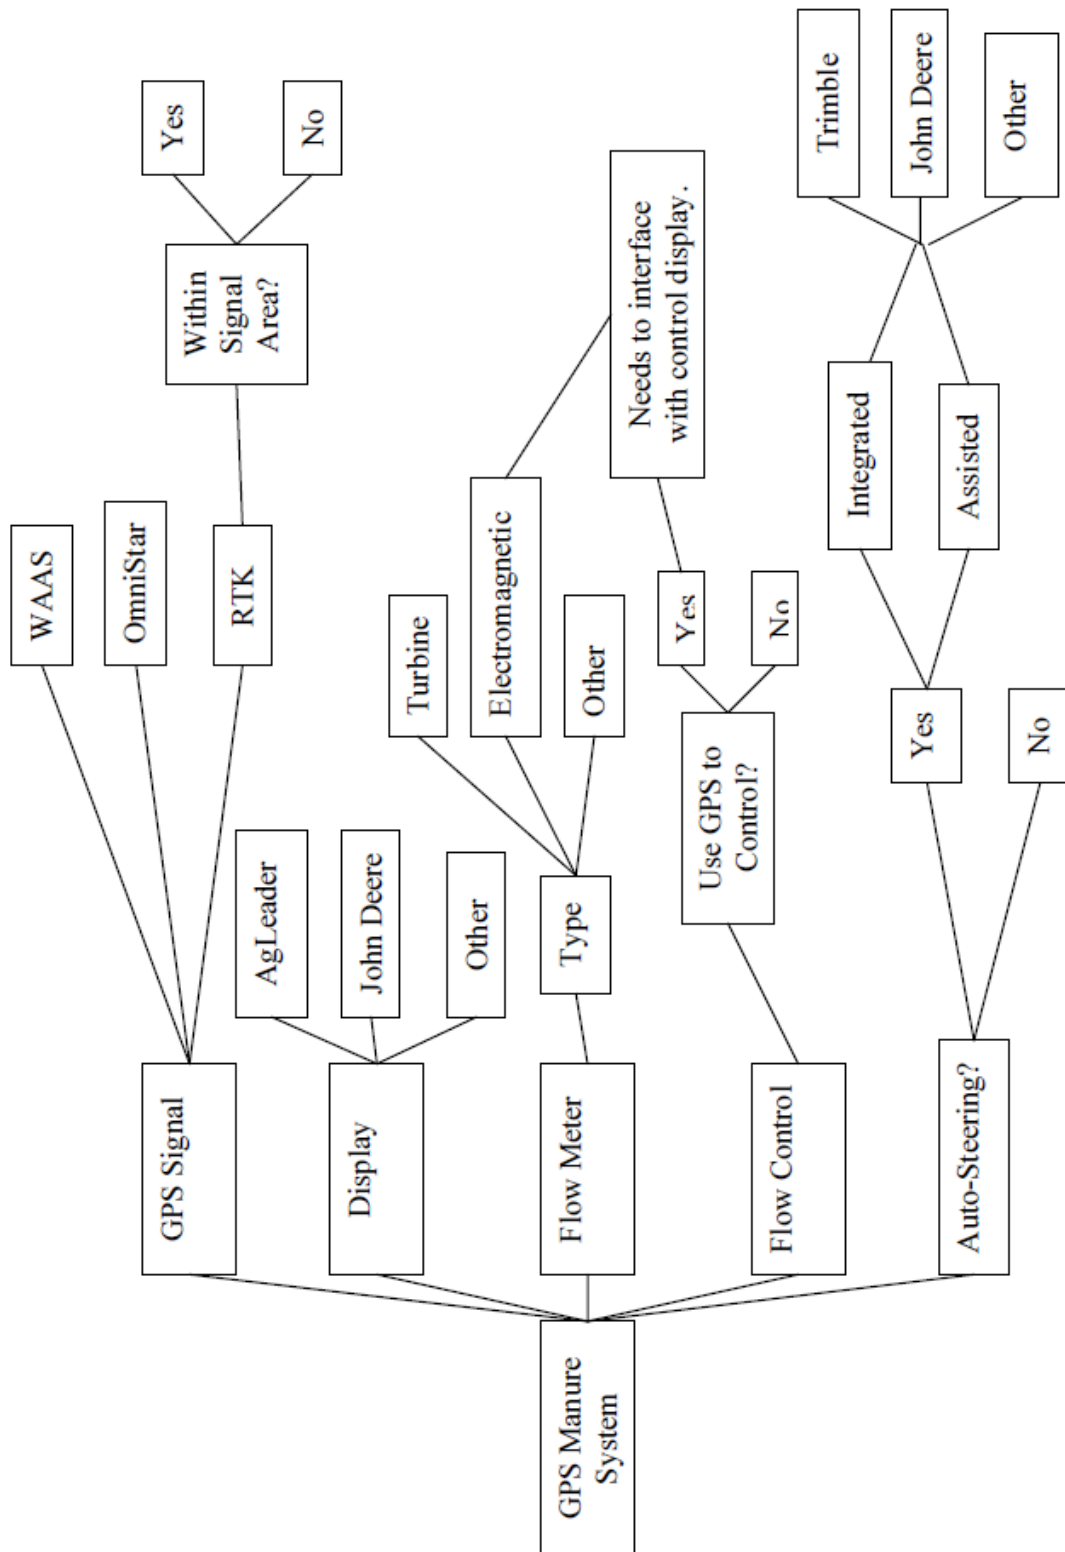 GPS Manure
System
GPS Signal
WAAS
OmniStar
RTK
Within
Signal
Area?
Yes
No
Display
AgLeader
John Deere
Other
Flow Meter
Type
Turbine
Electromagnetic
Other
Needs to interface
with control display.
Flow Control
Use GPS to
Control?
Yes
No
Auto-Steering?
Yes
No
Integrated
Assisted
Trimble
John Deere
Other